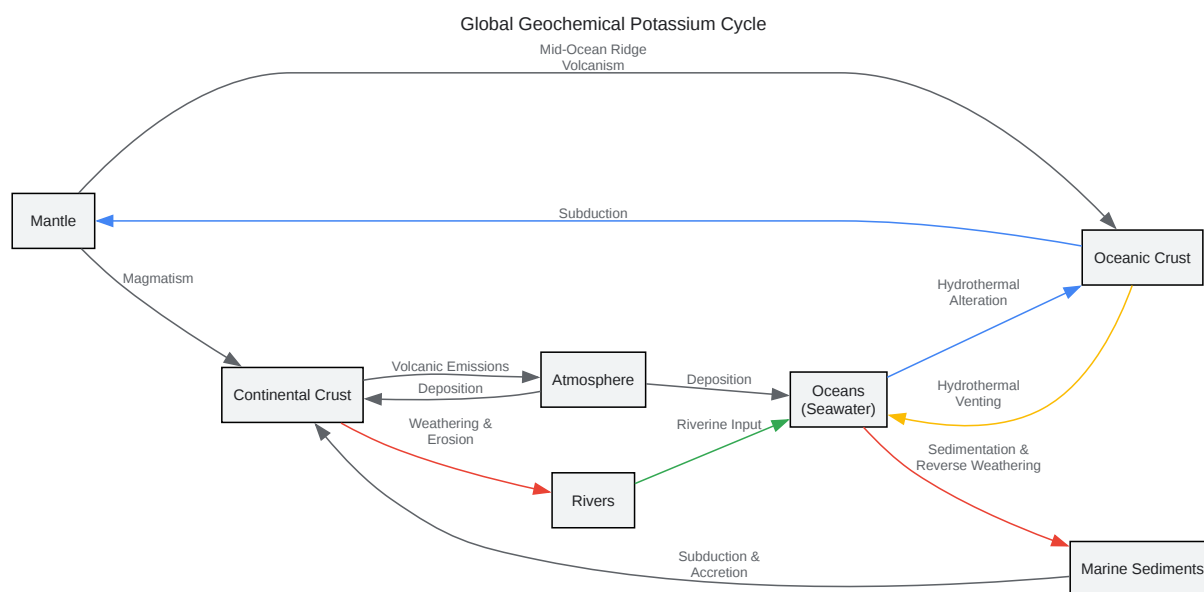 Global Geochemical Potassium Cycle
Mid-Ocean Ridge
Volcanism
Mantle
Subduction
Oceanic Crust
Magmatism
Hydrothermal
Alteration
Volcanic Emissions
Continental Crust
Deposition
Atmosphere
Deposition
Oceans
(Seawater)
Hydrothermal
Venting
Weathering &
Erosion
Riverine Input
Rivers
Sedimentation &
Reverse Weathering
Subduction &
Accretion
Marine Sediments